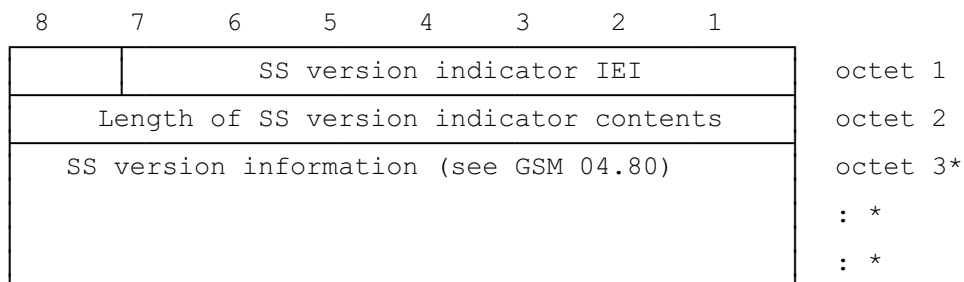 8 7 6 5 4 3 2 1
SS version indicator IEI octet 1
Length of SS version indicator contents octet 2
SS version information (see GSM 04.80) octet 3*
: *
: *